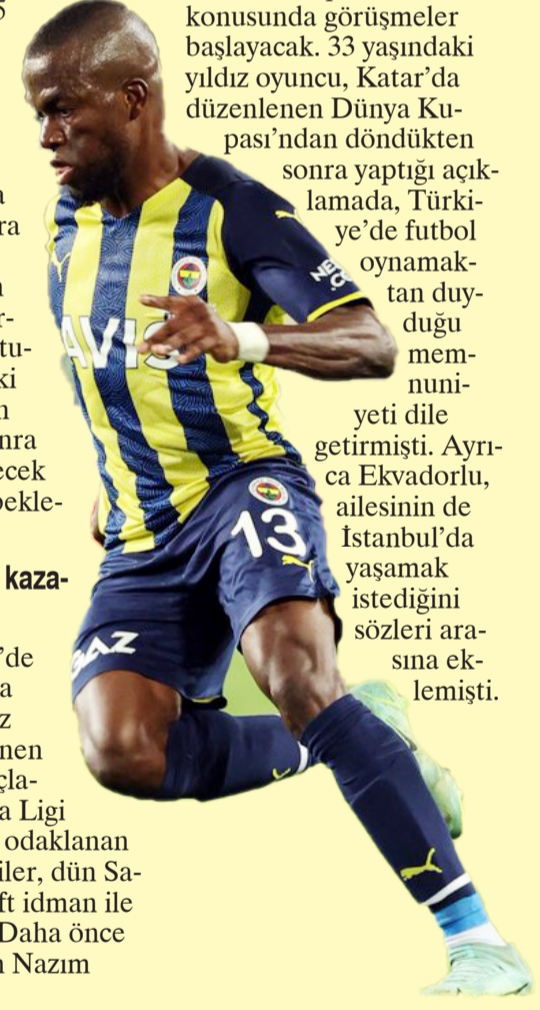 konusunda görüşmeler
başlayacak. 33 yaşındaki
yıldız oyuncu, Katar’da
düzenlenen Dünya Ku-
pası’ndan döndükten
sonra yaptığı açık-
lamada, Türki-
ye’de futbol
oynamak-
tan duy-
duğu
mem-
nuni-
yeti dile
getirmişti. Ayrı-
ca Ekvadorlu,
ailesinin de
İstanbul’da
yaşamak
istediğini
sözleri ara-
sına ek-
lemişti.
AVIS
13
GAZ
a
ra
tu-
ki
nra
ecek
bekle-
kaza-
’de
a
z
nen
çla-
a Ligi
odaklanan
iler, dün Sa-
ft idman ile
Daha önce
n Nazım